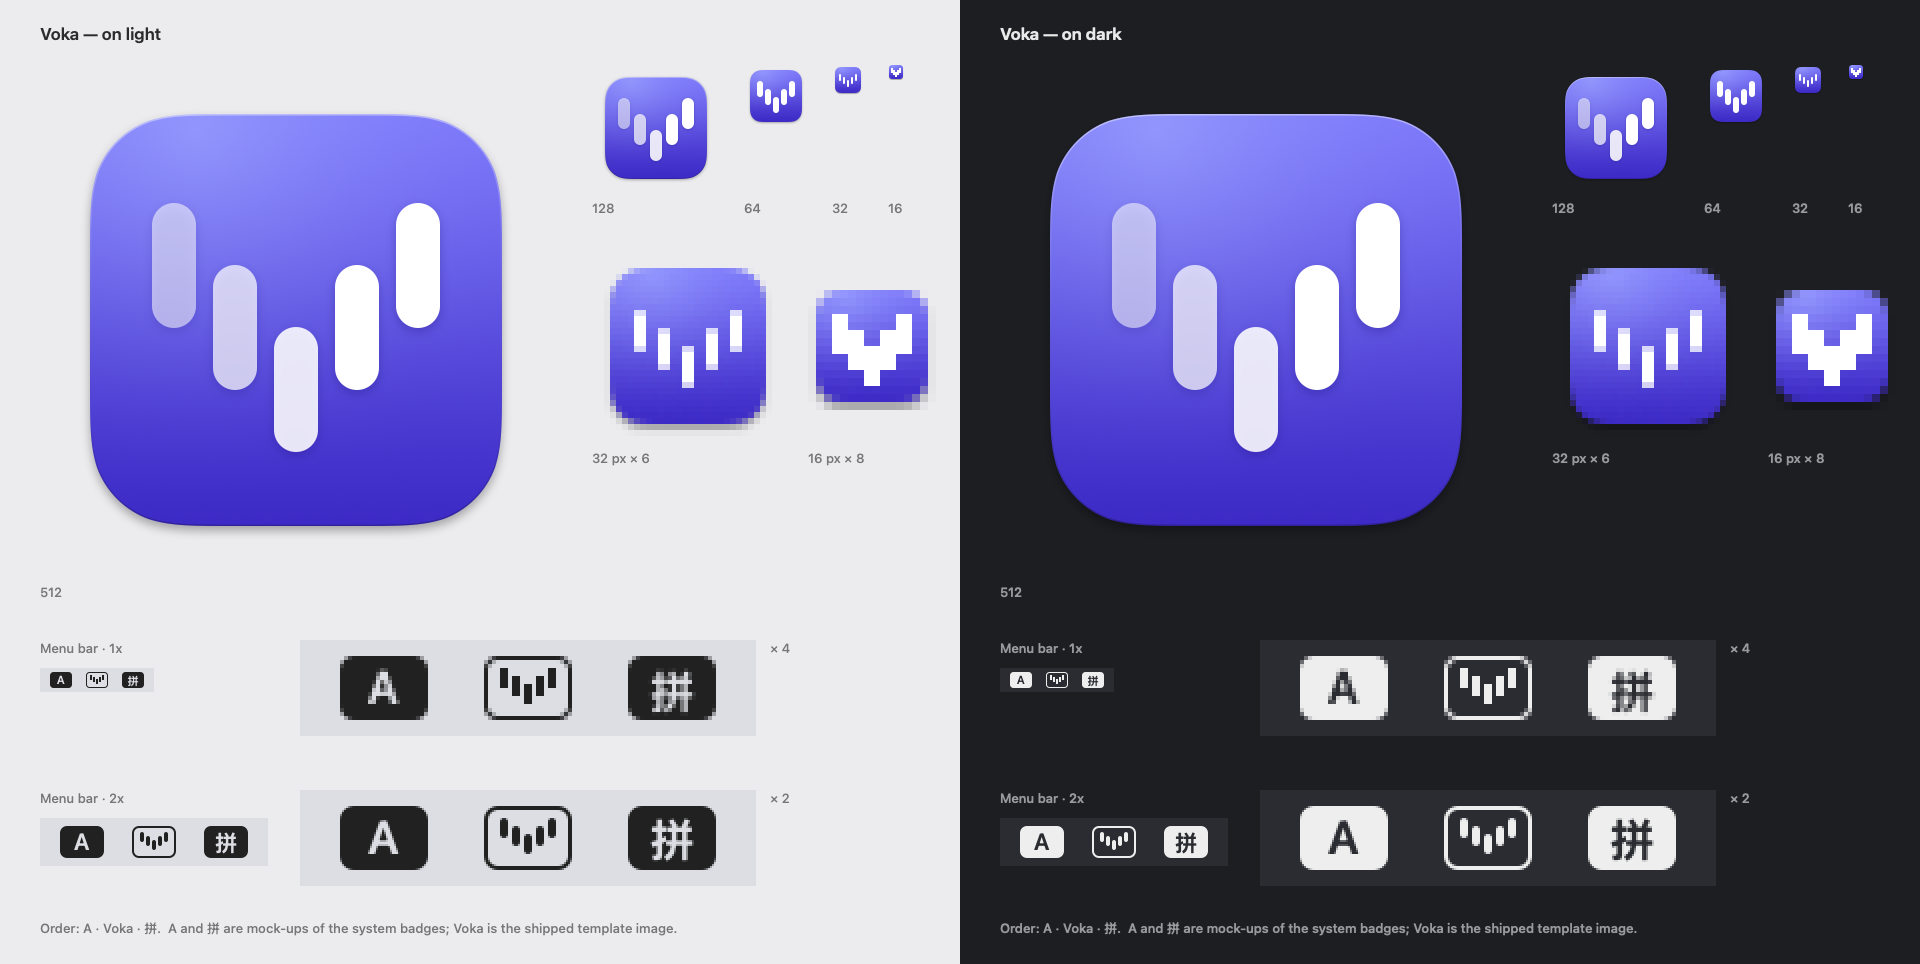 Voka — on light
128
64
32
16
32 px × 6
16 px × 8
512
Menu bar · 1x
A
拼
A
拼
× 4
Menu bar · 2x
A
拼
A
拼
× 2
Order: A · Voka · 拼. A and 拼 are mock-ups of the system badges; Voka is the shipped template image.
Voka — on dark
128
64
32
16
32 px × 6
16 px × 8
512
Menu bar · 1x
A
拼
A
拼
× 4
Menu bar · 2x
A
拼
A
拼
× 2
Order: A · Voka · 拼. A and 拼 are mock-ups of the system badges; Voka is the shipped template image.